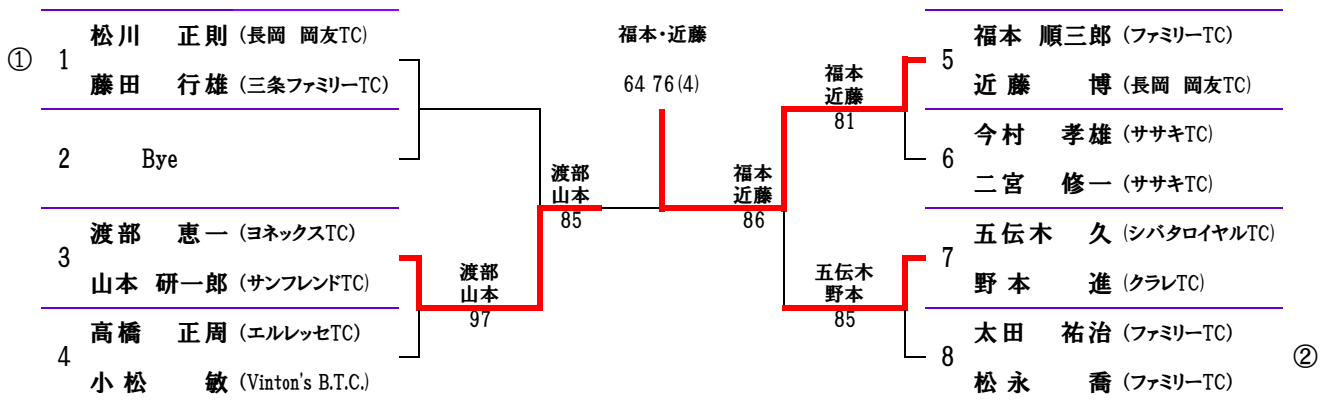 ① 1 松川 正則 (長岡 岡友TC)
藤田 行雄 (三条ファミリーTC)
2 Bye
3 渡部 恵一 (ヨネックスTC)
山本 研一郎 (サンフレンドTC)
4 高橋 正周 (エルレッセTC)
小松 敏 (Vinton's B.T.C.)
渡部
山本
97
渡部
山本
85
福本・近藤
64 76(4)
福本
近藤
86
福本
近藤
81
五伝木
野本
85
5 福本 順三郎 (ファミリーTC)
近藤 博 (長岡 岡友TC)
6 今村 孝雄 (ササキTC)
二宮 修一 (ササキTC)
7 五伝木 久 (シバタロイヤルTC)
野本 進 (クラレTC)
8 太田 祐治 (ファミリーTC) ②
松永 喬 (ファミリーTC)